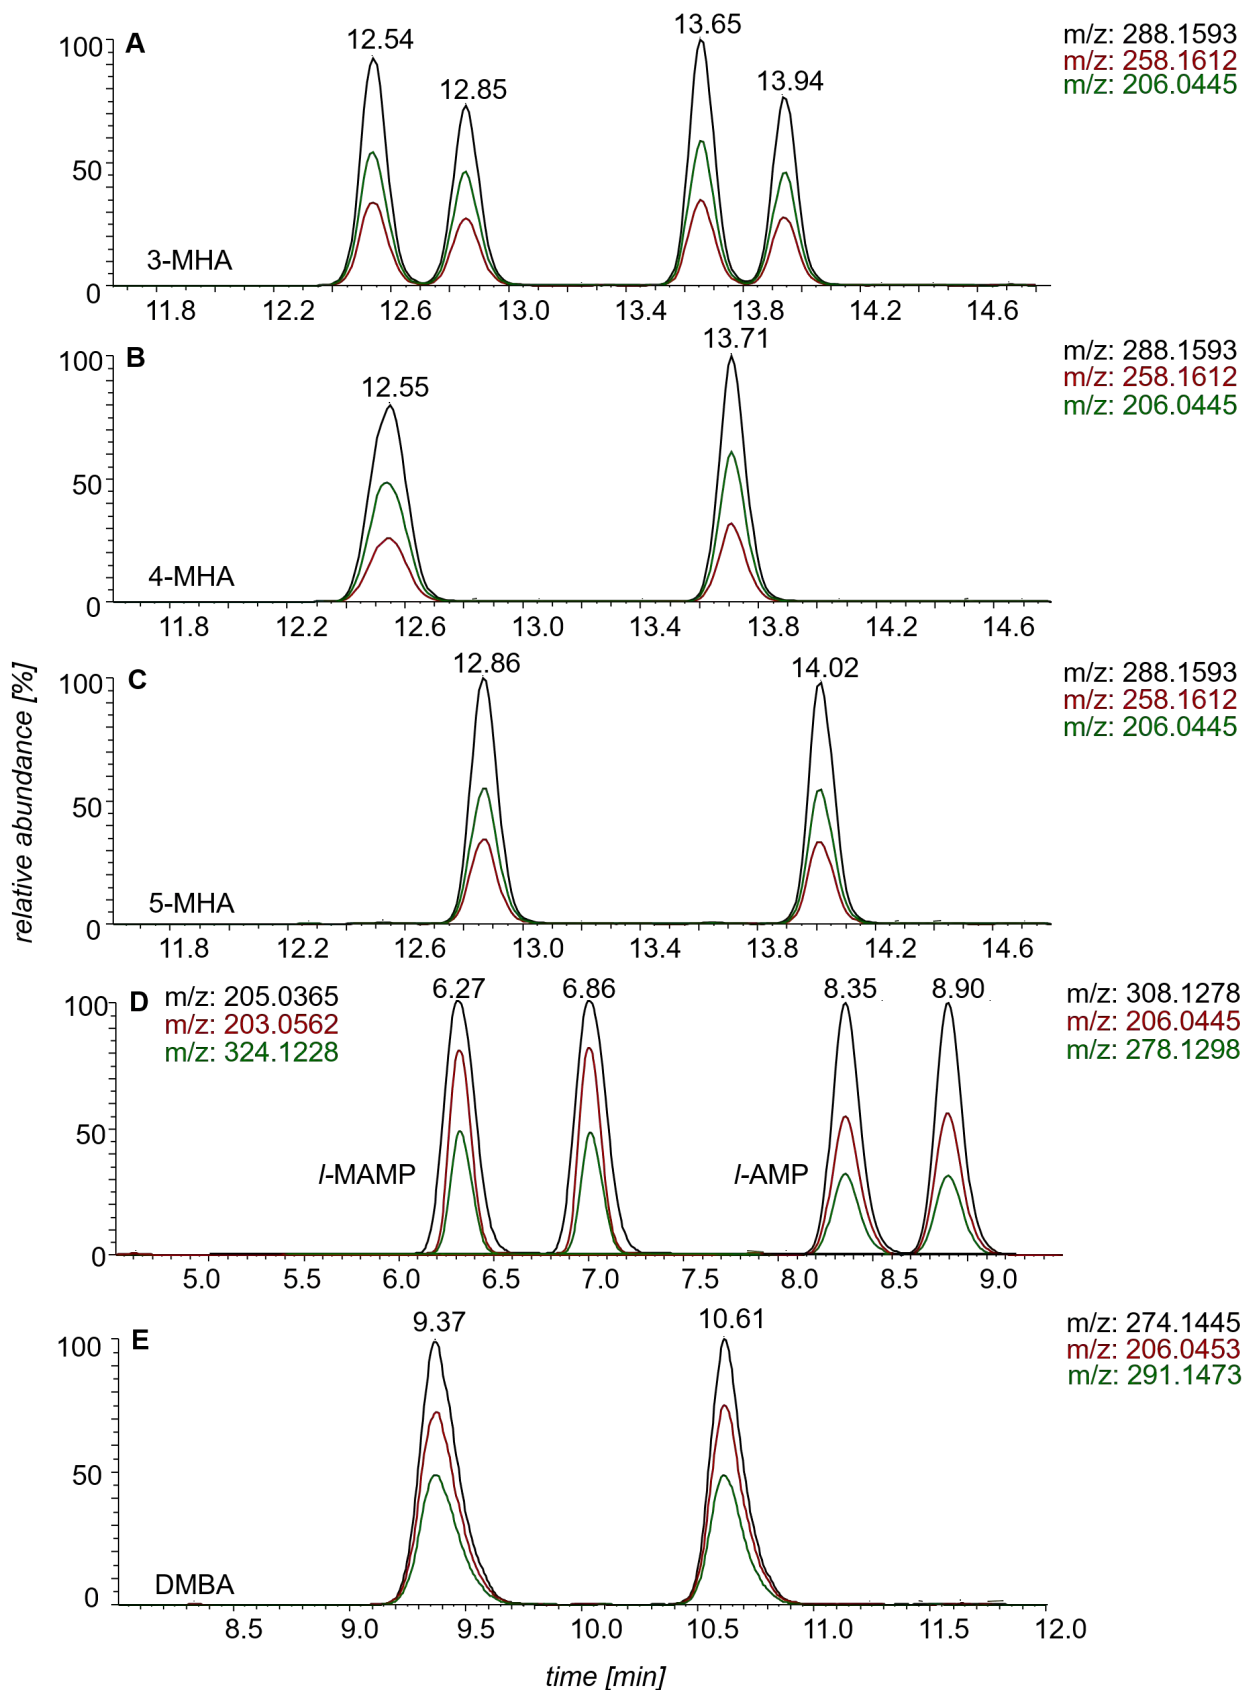 A
12.54
12.85
13.65
13.94
m/z: 288.1593
m/z: 258.1612
m/z: 206.0445
100
50
0
3-MHA
11.8 12.2 12.6 13.0 13.4 13.8 14.2 14.6
B
12.55
13.71
m/z: 288.1593
m/z: 258.1612
m/z: 206.0445
100
50
0
4-MHA
11.8 12.2 12.6 13.0 13.4 13.8 14.2 14.6
C
12.86
14.02
m/z: 288.1593
m/z: 258.1612
m/z: 206.0445
100
50
0
5-MHA
11.8 12.2 12.6 13.0 13.4 13.8 14.2 14.6
relative abundance [%]
D
m/z: 205.0365
m/z: 203.0562
m/z: 324.1228
6.27
6.86
8.35
8.90
m/z: 308.1278
m/z: 206.0445
m/z: 278.1298
100
50
0
l-MAMP
l-AMP
5.0 5.5 6.0 6.5 7.0 7.5 8.0 8.5 9.0
E
9.37
10.61
m/z: 274.1445
m/z: 206.0453
m/z: 291.1473
100
50
0
DMBA
8.5 9.0 9.5 10.0 10.5 11.0 11.5 12.0
time [min]